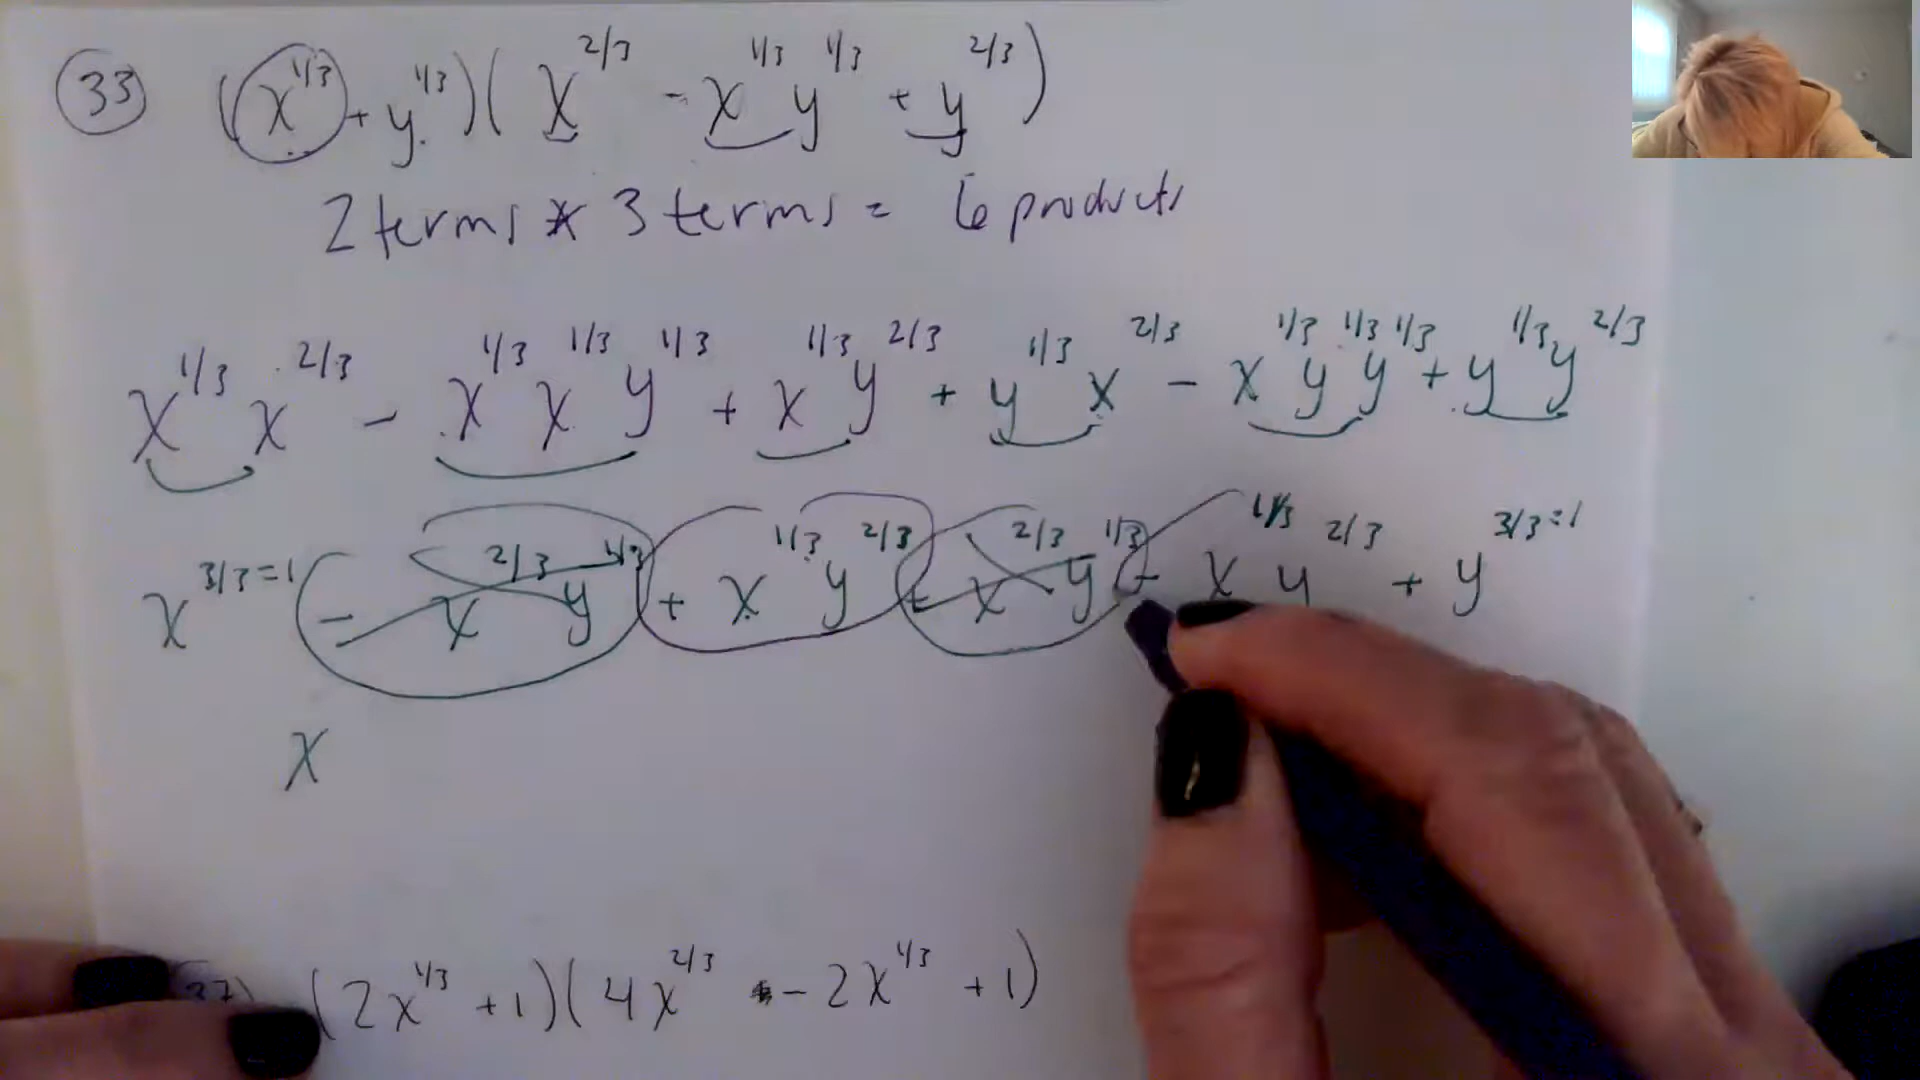 33 (x^1/3 + y^1/3)(x^2/3 - x^1/3 y^1/3 + y^2/3)
2 terms * 3 terms = 6 products
x^1/3 x^2/3 - x^1/3 x^1/3 y^1/3 + x^1/3 y^2/3 + y^1/3 x^2/3 - x^1/3 y^1/3 y^1/3 + y^1/3 y^2/3
x^3/3=1 - x^2/3 y^1/3 + x^1/3 y^2/3 + x^2/3 y^1/3 - x^1/3 y^2/3 + y^3/3=1
x
37) (2x^1/3 + 1)(4x^2/3 - 2x^1/3 + 1)